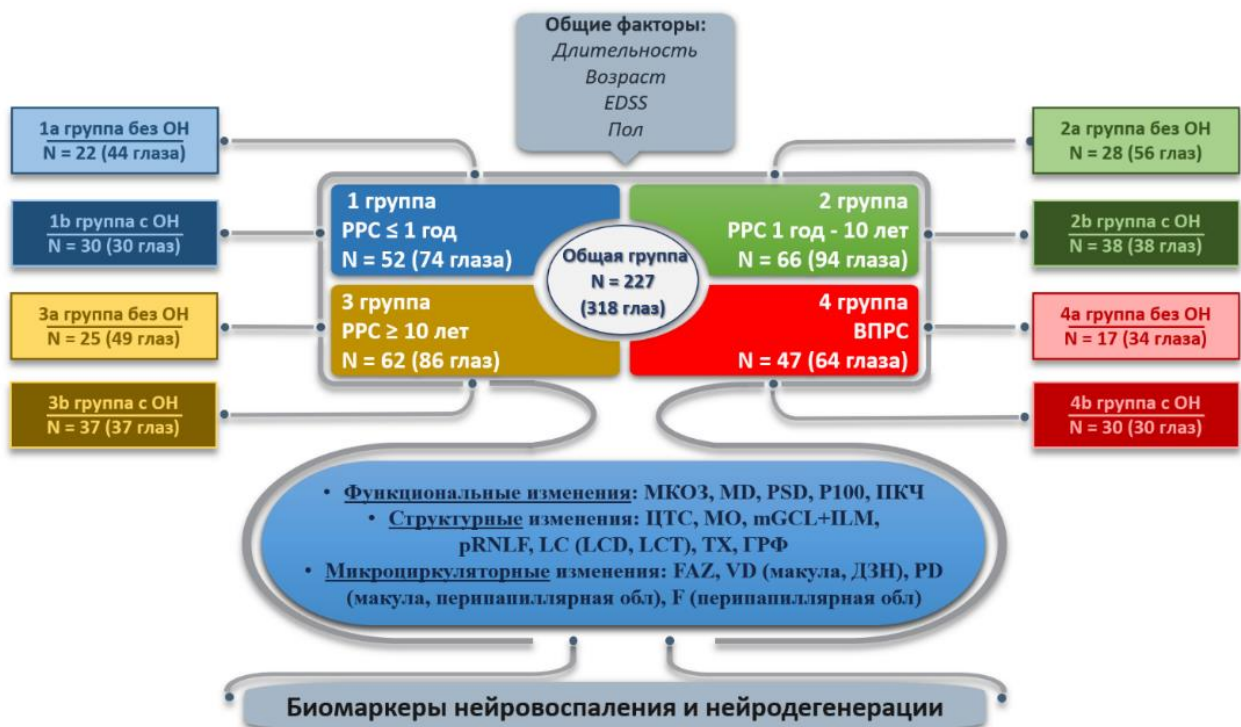 Общие факторы:
Длительность
Возраст
EDSS
Пол
1a группа без ОН
N = 22 (44 глаза)
1b группа с ОН
N = 30 (30 глаз)
3a группа без ОН
N = 25 (49 глаз)
3b группа с ОН
N = 37 (37 глаз)
1 группа
РРС ≤ 1 год
N = 52 (74 глаза)
2 группа
РРС 1 год - 10 лет
N = 66 (94 глаза)
Общая группа
N = 227
(318 глаз)
3 группа
РРС ≥ 10 лет
N = 62 (86 глаз)
4 группа
ВПРС
N = 47 (64 глаза)
2a группа без ОН
N = 28 (56 глаз)
2b группа с ОН
N = 38 (38 глаз)
4a группа без ОН
N = 17 (34 глаза)
4b группа с ОН
N = 30 (30 глаз)
• Функциональные изменения: МКОЗ, MD, PSD, P100, ПКЧ
• Структурные изменения: ЦТС, МО, mGCL+ILM,
pRNLF, LC (LCD, LCT), ТХ, ГРФ
• Микроциркуляторные изменения: FAZ, VD (макула, ДЗН), PD
(макула, перипапиллярная обл), F (перипапиллярная обл)
Биомаркеры нейровоспаления и нейродегенерации